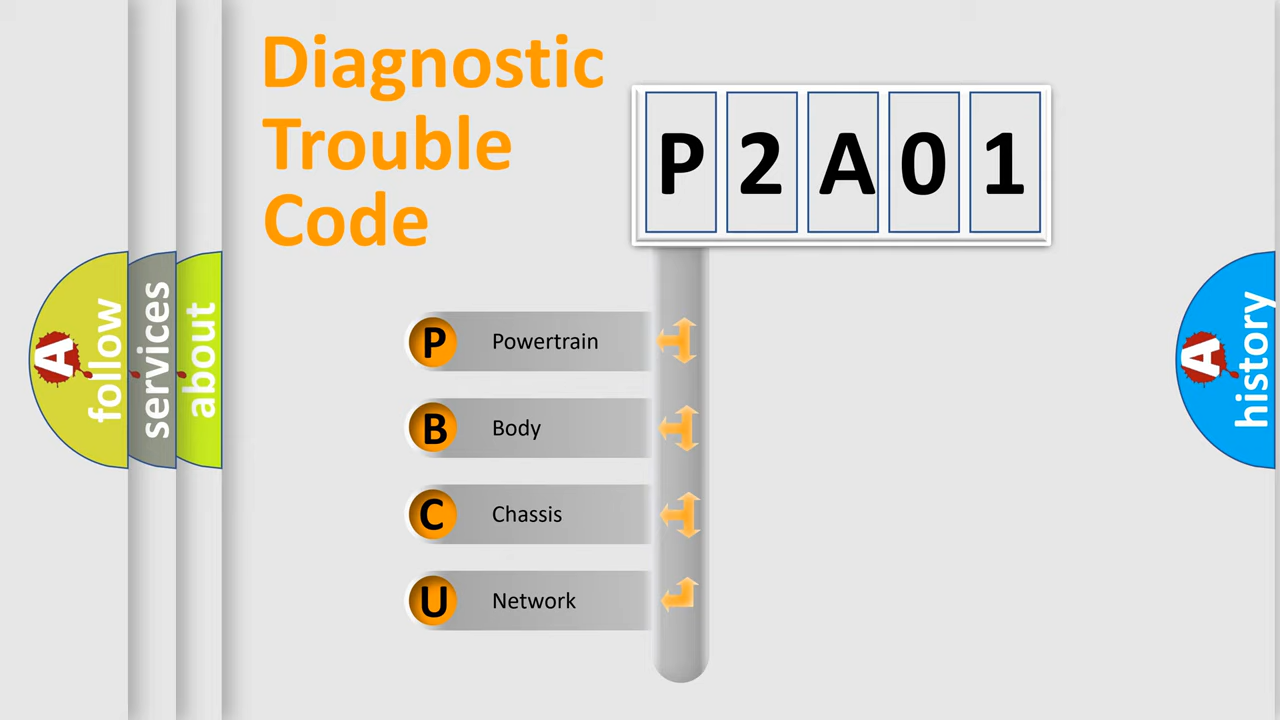 Diagnostic
Trouble
Code
P 2 A 0 1
P Powertrain
B Body
C Chassis
U Network
A follow
services
about
A history